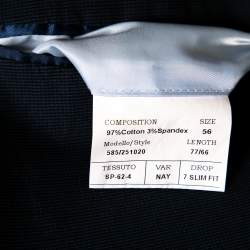 COMPOSITION SIZE
97%Cotton 3%Spandex 56
Modello/Style LENGTH
585/251020 77/66
TESSUTO VAR DROP
SP-62-4 NAY 7 SLIM FIT